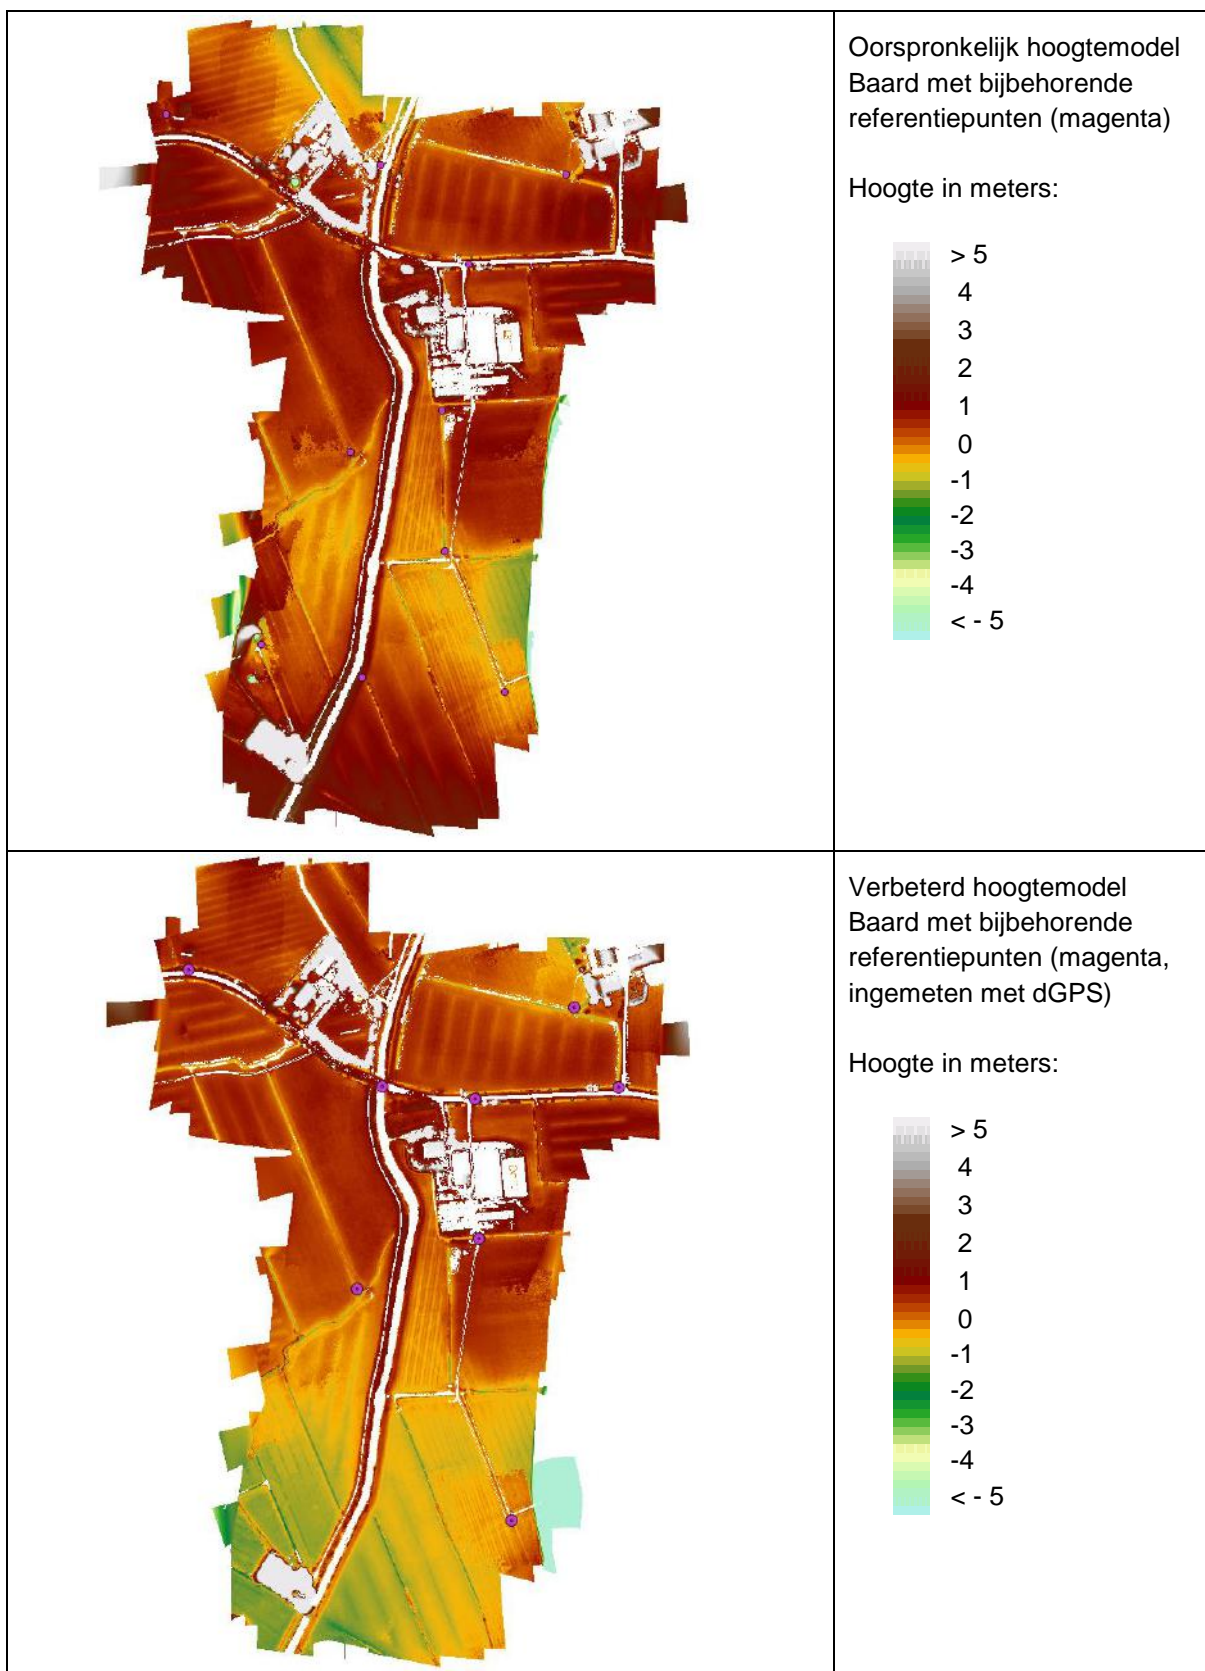 Oorspronkelijk hoogtemodel
Baard met bijbehorende
referentiepunten (magenta)
Hoogte in meters:
> 5
4
3
2
1
0
-1
-2
-3
-4
< - 5
Verbeterd hoogtemodel
Baard met bijbehorende
referentiepunten (magenta,
ingemeten met dGPS)
Hoogte in meters:
> 5
4
3
2
1
0
-1
-2
-3
-4
< - 5